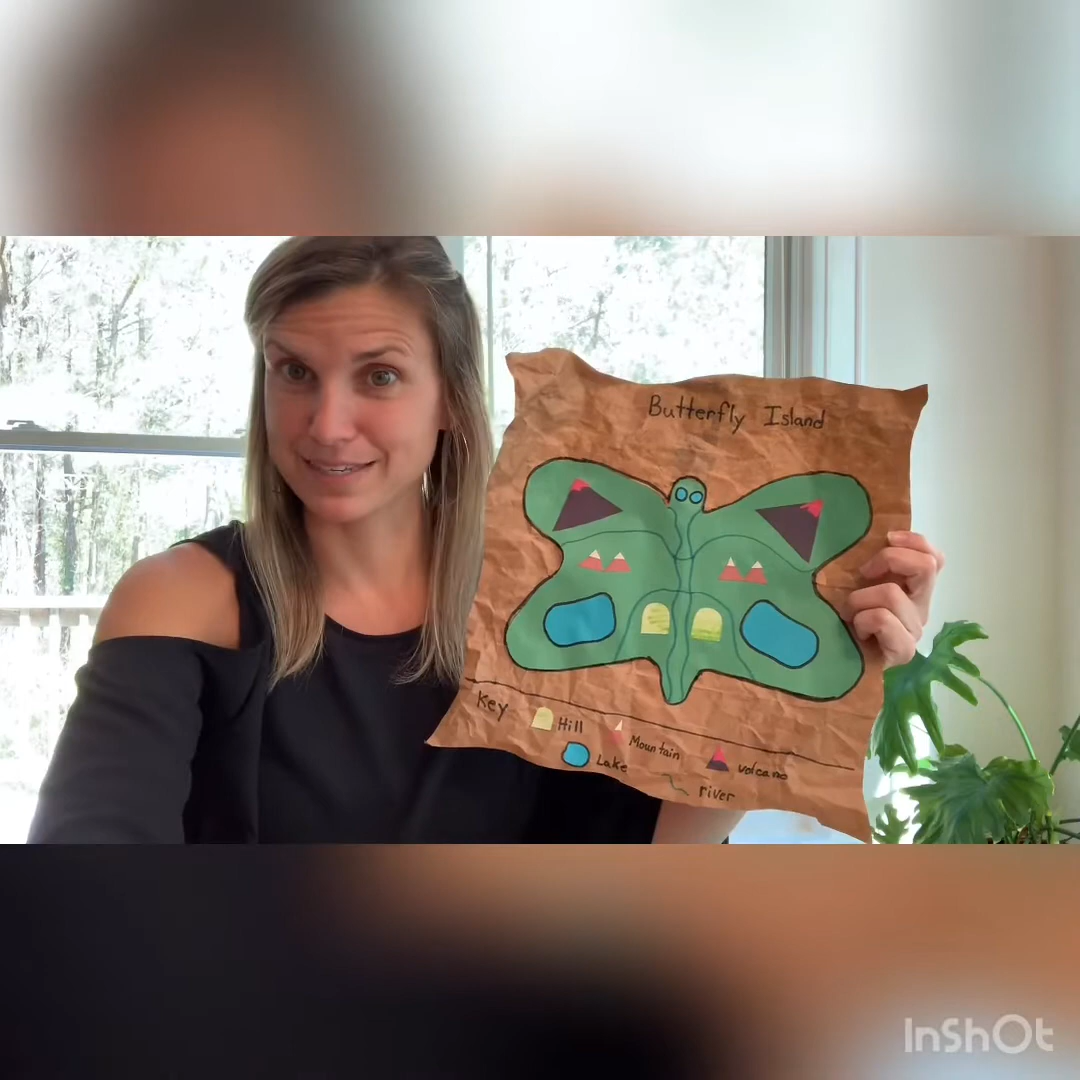 Butterfly Island
Key
Hill
Mountain
volcano
Lake
river
InShOt